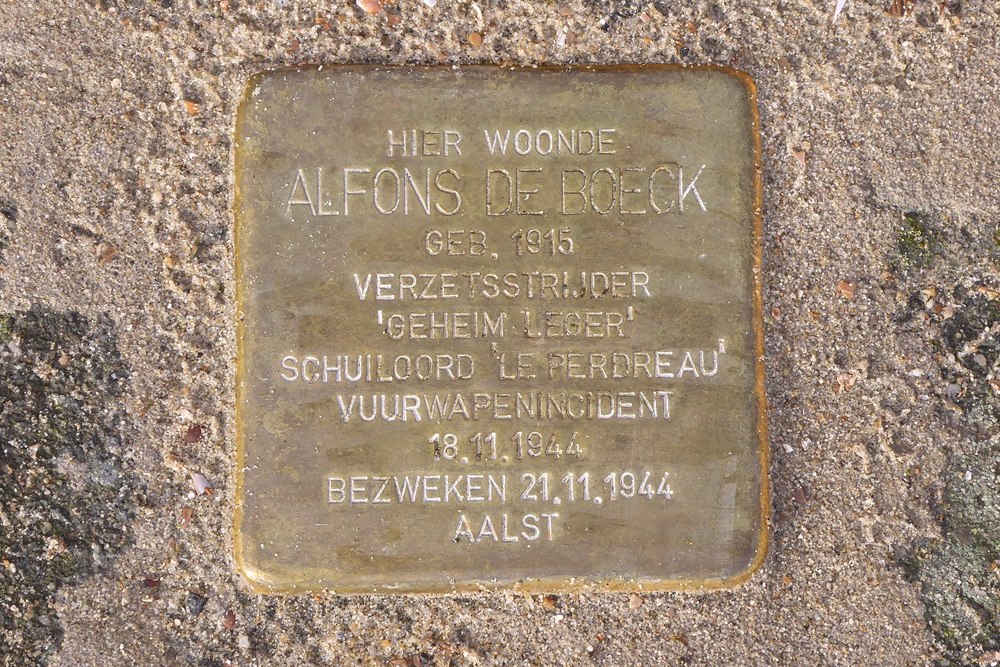 HIER WOONDE
ALFONS DE BOECK
GEB. 1915
VERZETSSTRIJDER
'GEHEIM LEGER'
SCHUILOORD 'LE PERDREAU'
VUURWAPENINCIDENT
18.11.1944
BEZWEKEN 21.11.1944
AALST